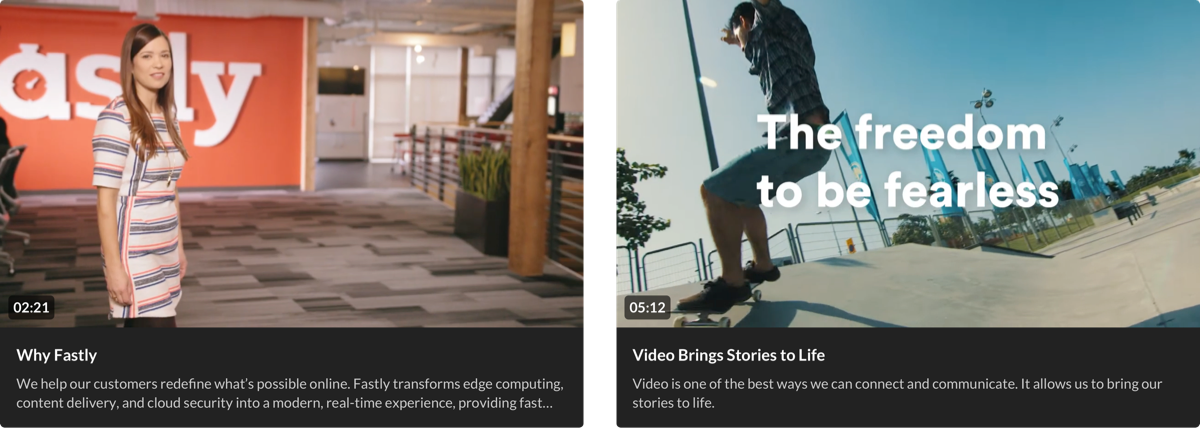 astly
02:21
Why Fastly
We help our customers redefine what's possible online. Fastly transforms edge computing,
content delivery, and cloud security into a modern, real-time experience, providing fast...
The freedom
to be fearless
05:12
Video Brings Stories to Life
Video is one of the best ways we can connect and communicate. It allows us to bring our
stories to life.